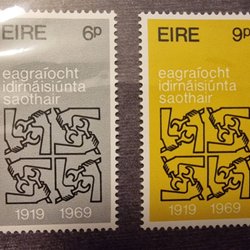 EIRE 6p
eagraíocht
idirnáisiúnta
saothair
1919 1969
EIRE 9p
eagraíocht
idirnáisiúnta
saothair
1919 1969